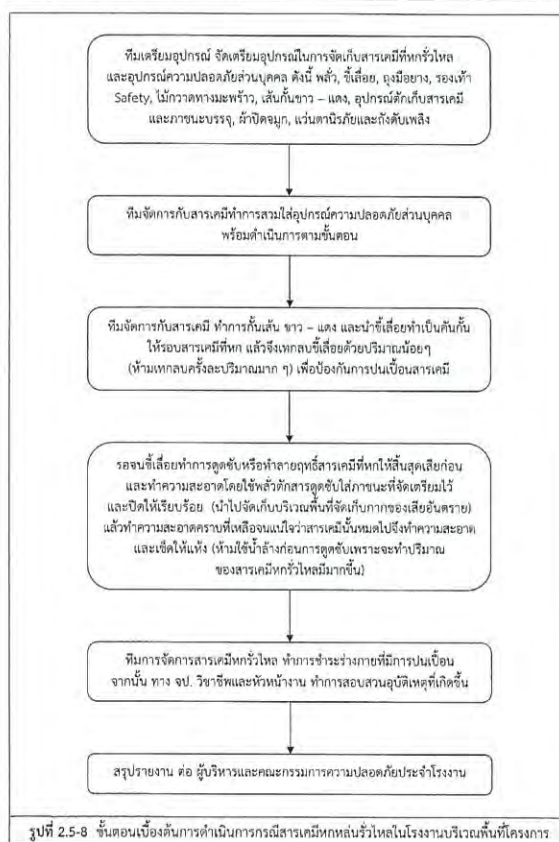 ทีมเตรียมอุปกรณ์ จัดเตรียมอุปกรณ์ในการจัดเก็บสารเคมีที่หกรั่วไหล
และอุปกรณ์ความปลอดภัยส่วนบุคคล ดังนี้ พลั่ว, ขี้เลื่อย, ถุงมือยาง, รองเท้า
Safety, ไม้กวาดทางมะพร้าว, เส้นกั้นขาว – แดง, อุปกรณ์ตักเก็บสารเคมี
และภาชนะบรรจุ, ผ้าปิดจมูก, แว่นตานิรภัยและถังดับเพลิง
ทีมจัดการกับสารเคมีทำการสวมใส่อุปกรณ์ความปลอดภัยส่วนบุคคล
พร้อมดำเนินการตามขั้นตอน
ทีมจัดการกับสารเคมี ทำการกั้นเส้น ขาว – แดง และนำขี้เลื่อยทำเป็นคันกั้น
ให้รอบสารเคมีที่หก แล้วจึงเทกลบขี้เลื่อยด้วยปริมาณน้อยๆ
(ห้ามเทกลบครั้งละปริมาณมาก ๆ) เพื่อป้องกันการปนเปื้อนสารเคมี
รอจนขี้เลื่อยทำการดูดซับหรือทำลายฤทธิ์สารเคมีที่หกให้สิ้นสุดเสียก่อน
และทำความสะอาดโดยใช้พลั่วตักสารดูดซับใส่ภาชนะที่จัดเตรียมไว้
และปิดให้เรียบร้อย (นำไปจัดเก็บบริเวณพื้นที่จัดเก็บกากของเสียอันตราย)
แล้วทำความสะอาดคราบที่เหลือจนแน่ใจว่าสารเคมีนั้นหมดไปจึงทำความสะอาด
และเช็ดให้แห้ง (ห้ามใช้น้ำล้างก่อนการดูดซับเพราะจะทำปริมาณ
ของสารเคมีหกรั่วไหลมีมากขึ้น)
ทีมการจัดการสารเคมีหกรั่วไหล ทำการชำระร่างกายที่มีการปนเปื้อน
จากนั้น ทาง จป. วิชาชีพและหัวหน้างาน ทำการสอบสวนอุบัติเหตุที่เกิดขึ้น
สรุปรายงาน ต่อ ผู้บริหารและคณะกรรมการความปลอดภัยประจำโรงงาน
รูปที่ 2.5-8 ขั้นตอนเบื้องต้นการดำเนินการกรณีสารเคมีหกหล่นรั่วไหลในโรงงานบริเวณพื้นที่โครงการ